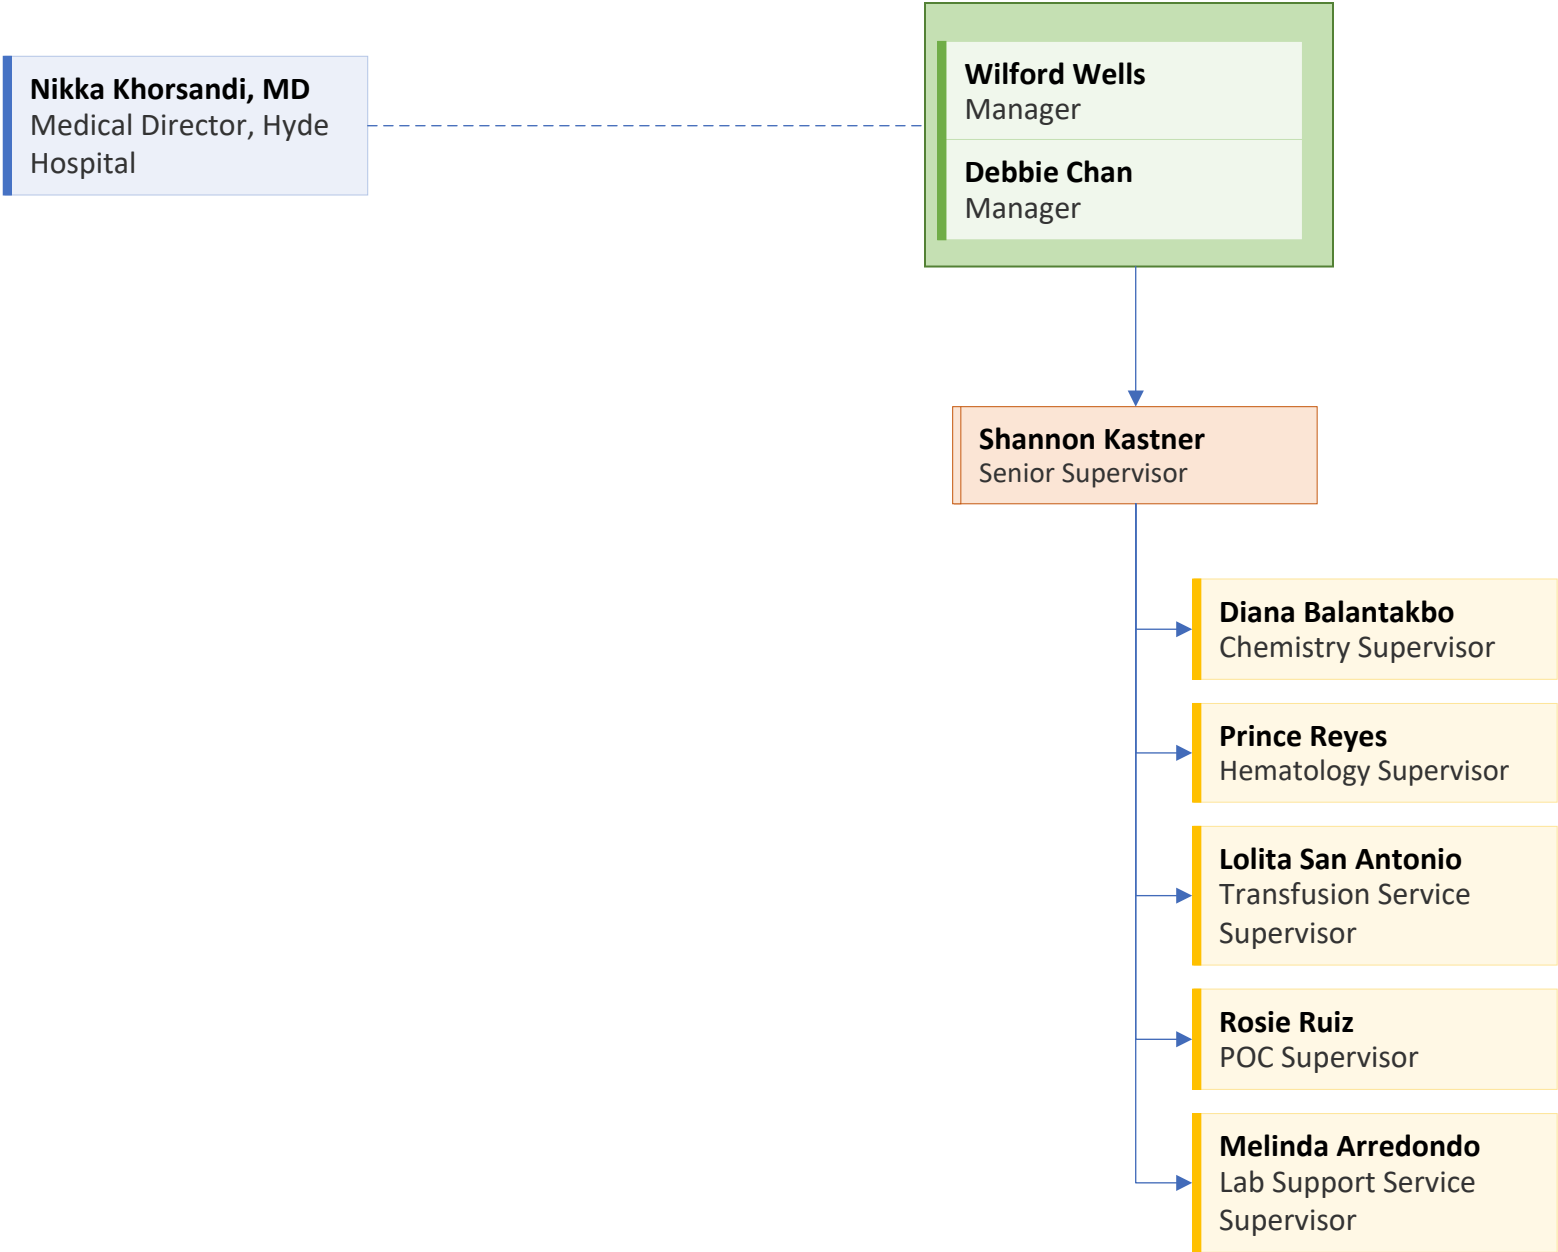 Nikka Khorsandi, MD
Medical Director, Hyde
Hospital
Wilford Wells
Manager
Debbie Chan
Manager
Shannon Kastner
Senior Supervisor
Diana Balantakbo
Chemistry Supervisor
Prince Reyes
Hematology Supervisor
Lolita San Antonio
Transfusion Service
Supervisor
Rosie Ruiz
POC Supervisor
Melinda Arredondo
Lab Support Service
Supervisor